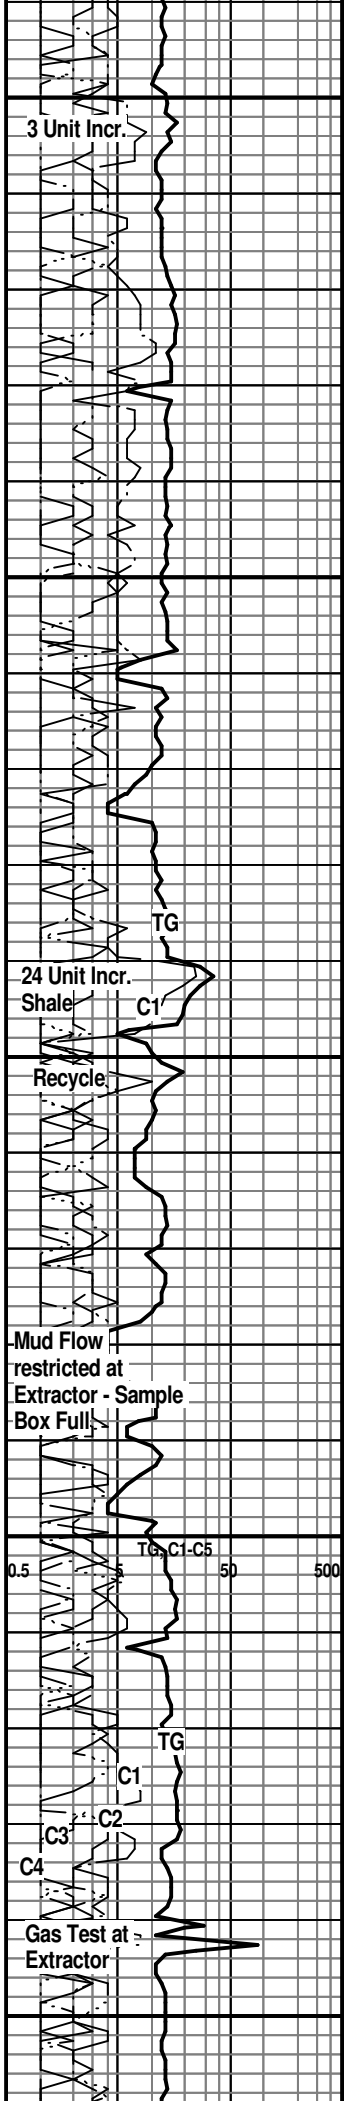 3 Unit Incr.
TG
24 Unit Incr.
Shale
C1
Recycle
Mud Flow
restricted at
Extractor - Sample
Box Full
TG, C1-C5
0.5 5 50 500
TG
C1
C2
C3
C4
Gas Test at
Extractor